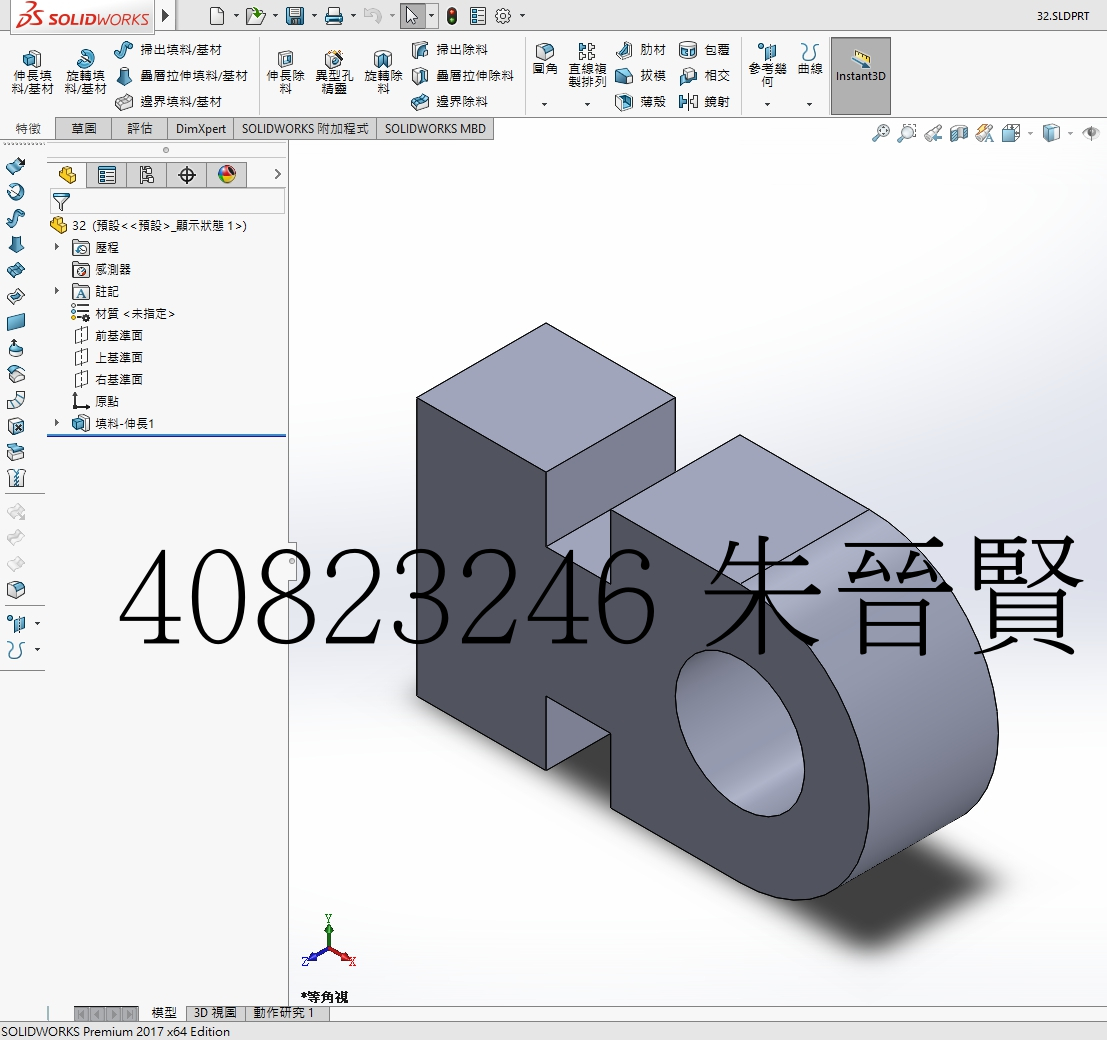 SOLIDWORKS
32.SLDPRT
伸長填料/基材
旋轉填料/基材
掃出填料/基材
疊層拉伸填料/基材
邊界填料/基材
伸長除料
異型孔精靈
旋轉除料
掃出除料
疊層拉伸除料
邊界除料
圓角
直線複製排列
肋材
拔模
薄殼
包覆
相交
鏡射
參考幾何
曲線
Instant3D
特徵 草圖 評估 DimXpert SOLIDWORKS 附加程式 SOLIDWORKS MBD
32 (預設<<預設>_顯示狀態 1>)
歷程
感測器
註記
材質 <未指定>
前基準面
上基準面
右基準面
原點
填料-伸長1
40823246 朱晉賢
Y
Z
X
*等角視
模型 3D 視圖 動作研究 1
SOLIDWORKS Premium 2017 x64 Edition